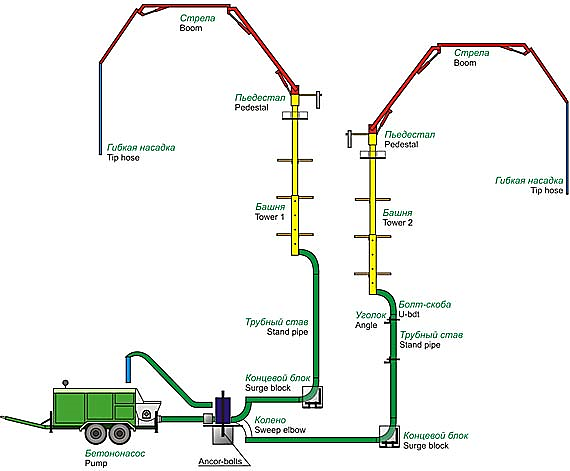 Стрела
Boom
Стрела
Boom
Пьедестал
Pedestal
Пьедестал
Pedestal
Гибкая насадка
Tip hose
Гибкая насадка
Tip hose
Башня
Tower 1
Башня
Tower 2
Болт-скоба
U-bdt
Уголок
Angle
Трубный став
Stand pipe
Трубный став
Stand pipe
Концевой блок
Surge block
Колено
Sweep elbow
Концевой блок
Surge block
Бетононасос
Pump
Ancor-bolts